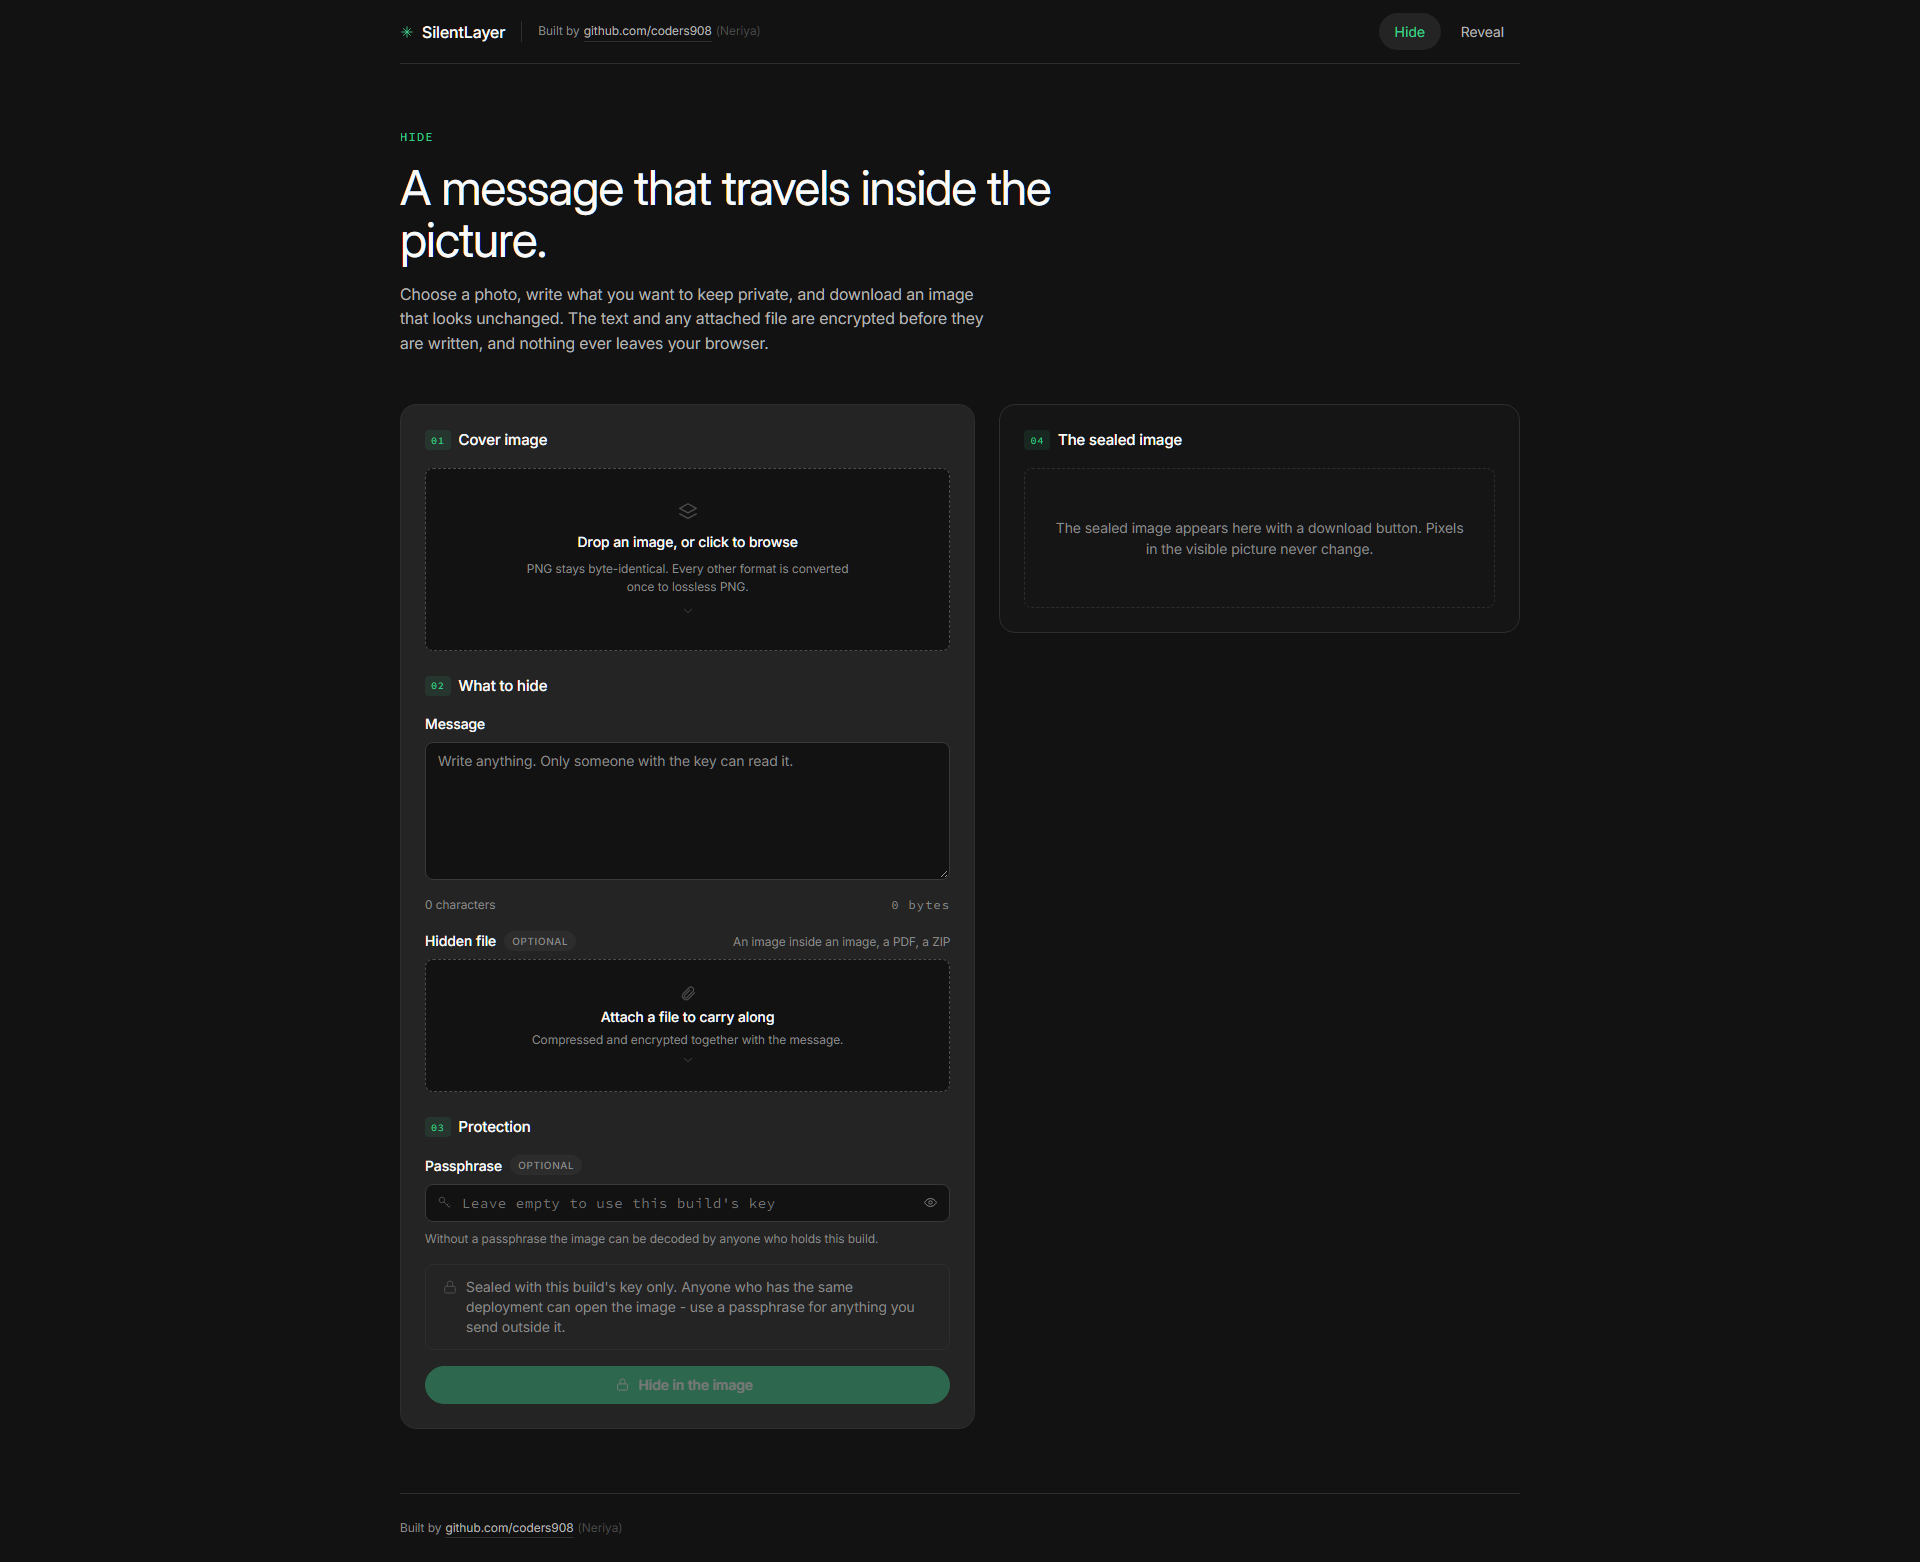 SilentLayer
Built by github.com/coders908 (Neriya)
Hide
Reveal
HIDE
A message that travels inside the
picture.
Choose a photo, write what you want to keep private, and download an image
that looks unchanged. The text and any attached file are encrypted before they
are written, and nothing ever leaves your browser.
01 Cover image
Drop an image, or click to browse
PNG stays byte-identical. Every other format is converted
once to lossless PNG.
02 What to hide
Message
Write anything. Only someone with the key can read it.
0 characters
0 bytes
Hidden file OPTIONAL
An image inside an image, a PDF, a ZIP
Attach a file to carry along
Compressed and encrypted together with the message.
03 Protection
Passphrase OPTIONAL
Leave empty to use this build's key
Without a passphrase the image can be decoded by anyone who holds this build.
Sealed with this build's key only. Anyone who has the same
deployment can open the image - use a passphrase for anything you
send outside it.
Hide in the image
04 The sealed image
The sealed image appears here with a download button. Pixels
in the visible picture never change.
Built by github.com/coders908 (Neriya)